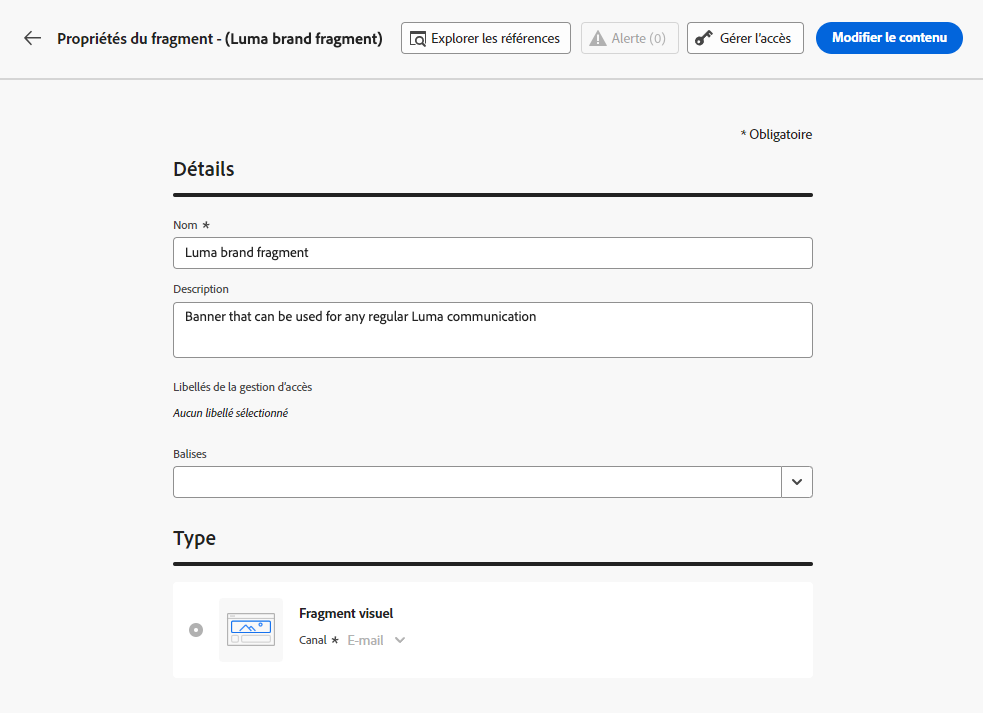 Propriétés du fragment - (Luma brand fragment)
Explorer les références
Alerte (0)
Gérer l'accès
Modifier le contenu
* Obligatoire
Détails
Nom *
Luma brand fragment
Description
Banner that can be used for any regular Luma communication
Libellés de la gestion d'accès
Aucun libellé sélectionné
Balises
Type
Fragment visuel
Canal * E-mail